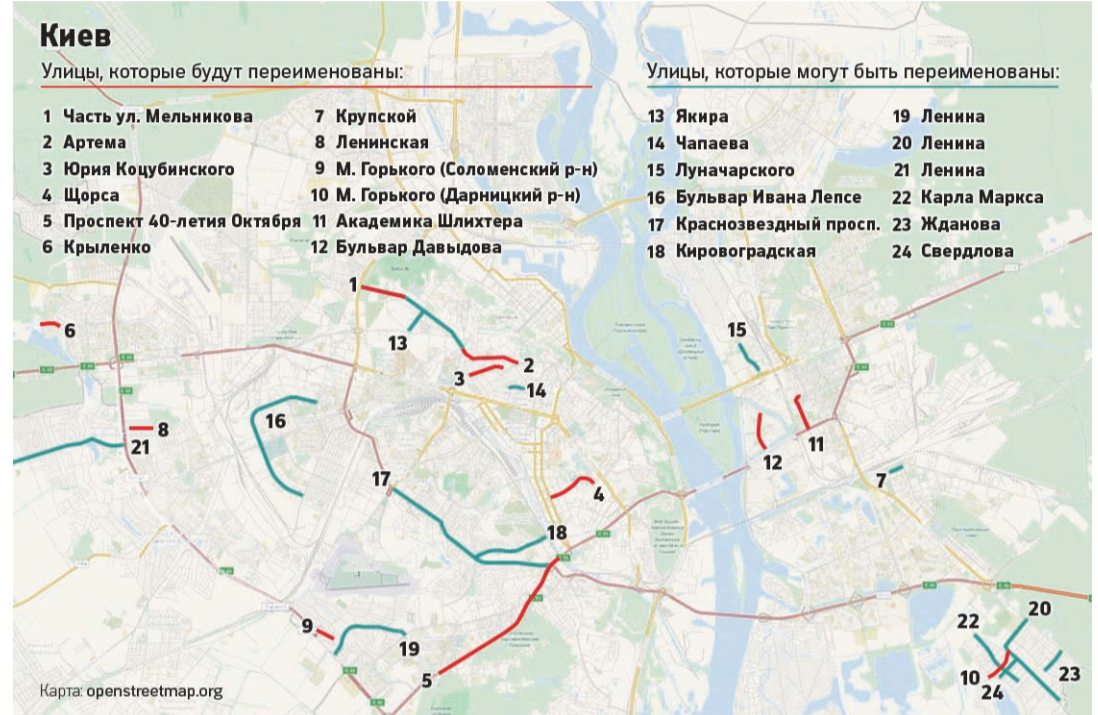 Киев
Улицы, которые будут переименованы:
1 Часть ул. Мельникова
2 Артема
3 Юрия Коцубинского
4 Щорса
5 Проспект 40-летия Октября
6 Крыленко
7 Крупской
8 Ленинская
9 М. Горького (Соломенский р-н)
10 М. Горького (Дарницкий р-н)
11 Академика Шлихтера
12 Бульвар Давыдова
Улицы, которые могут быть переименованы:
13 Якира
14 Чапаева
15 Луначарского
16 Бульвар Ивана Лепсе
17 Краснозвездный просп.
18 Кировоградская
19 Ленина
20 Ленина
21 Ленина
22 Карла Маркса
23 Жданова
24 Свердлова
1
6
13
15
2
3
14
16
8
21
11
12
17
7
4
18
20
9
22
19
5
10
23
24
Карта: openstreetmap.org